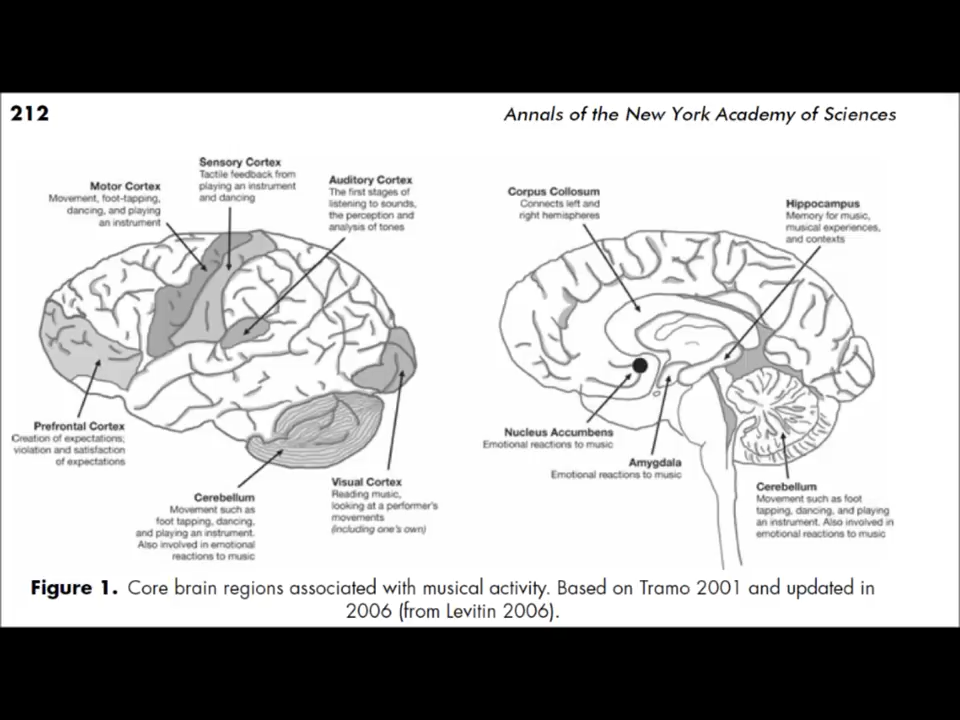 212
Annals of the New York Academy of Sciences
Sensory Cortex
Tactile feedback from
playing an instrument
and dancing
Motor Cortex
Movement, foot-tapping,
dancing, and playing
an instrument
Auditory Cortex
The first stages of
listening to sounds,
the perception and
analysis of tones
Prefrontal Cortex
Creation of expectations;
violation and satisfaction
of expectations
Cerebellum
Movement such as
foot tapping, dancing,
and playing an instrument.
Also involved in emotional
reactions to music
Visual Cortex
Reading music,
looking at a performer's
movements
(including one's own)
Corpus Collosum
Connects left and
right hemispheres
Hippocampus
Memory for music,
musical experiences,
and contexts
Nucleus Accumbens
Emotional reactions to music
Amygdala
Emotional reactions to music
Cerebellum
Movement such as foot
tapping, dancing, and playing
an instrument. Also involved in
emotional reactions to music
Figure 1. Core brain regions associated with musical activity. Based on Tramo 2001 and updated in
2006 (from Levitin 2006).